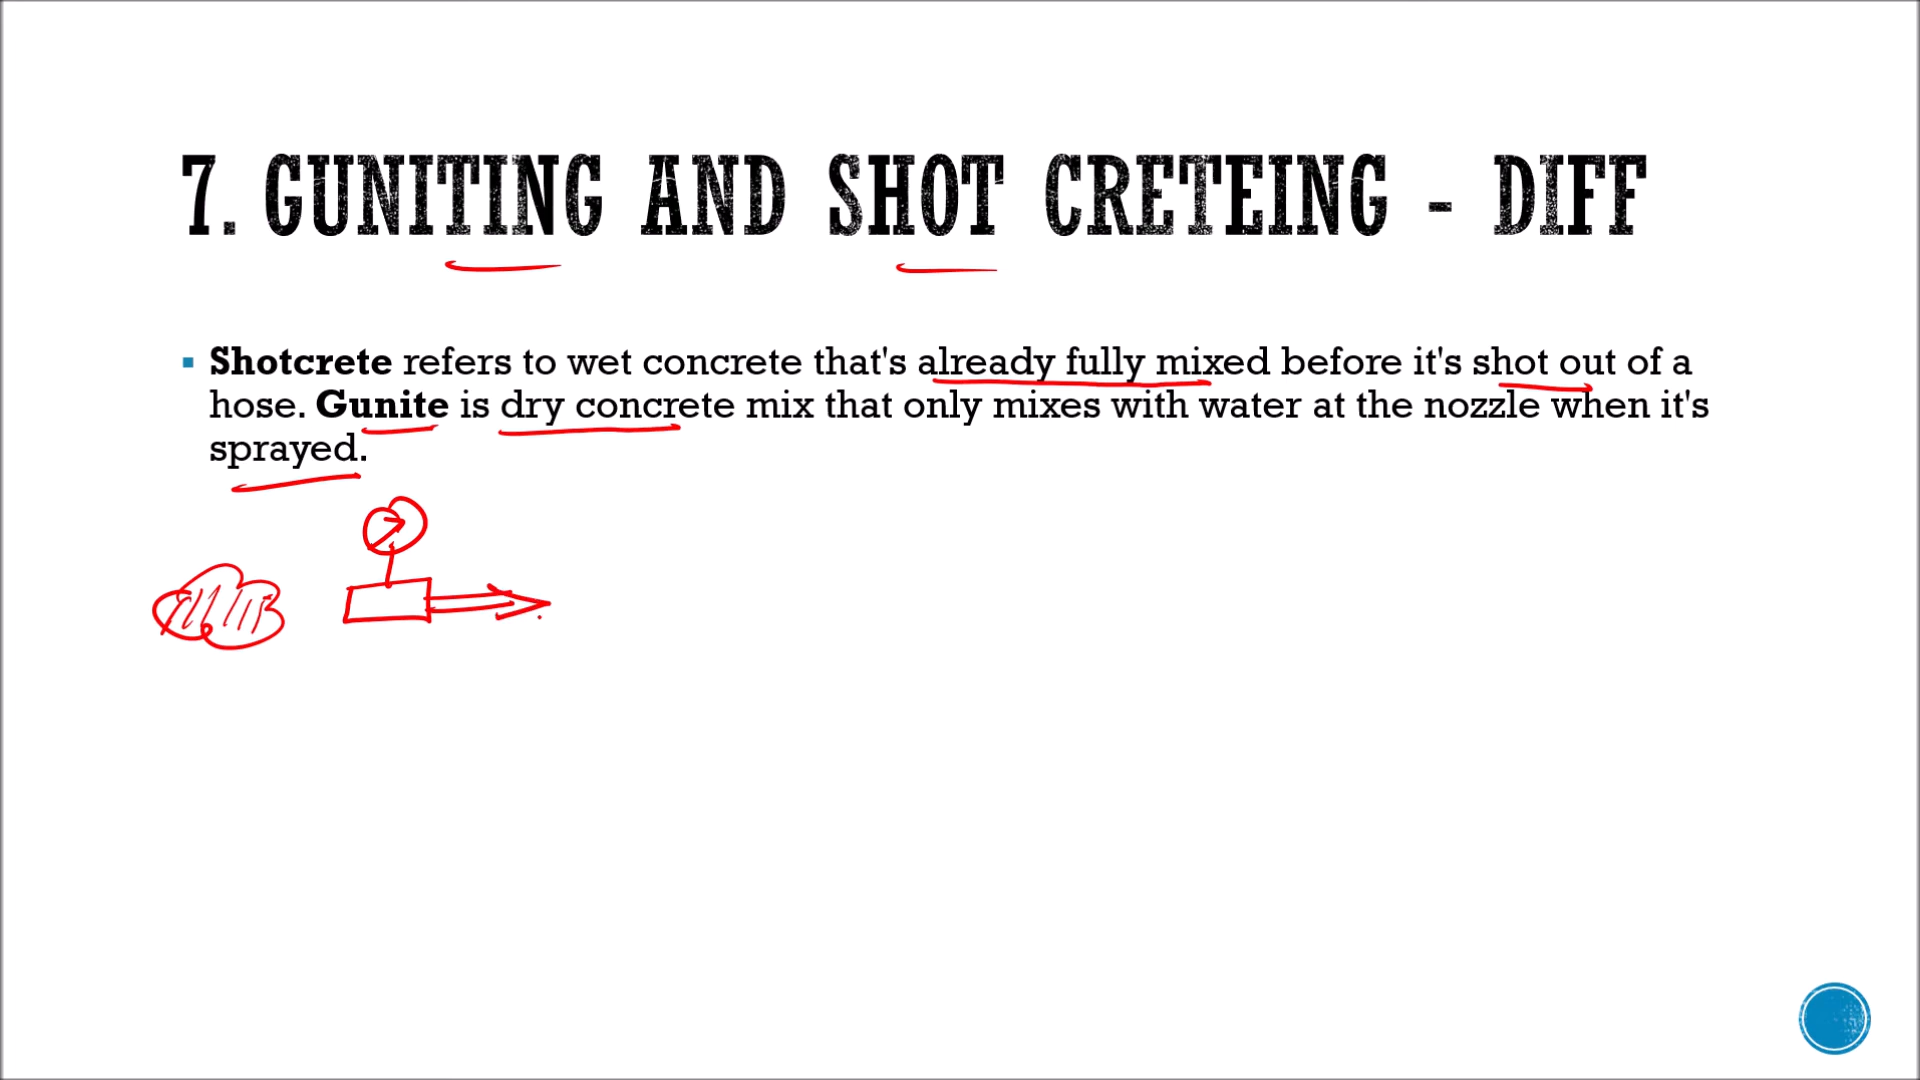 7. GUNITING AND SHOT CRETEING - DIFF
▪ Shotcrete refers to wet concrete that's already fully mixed before it's shot out of a
hose. Gunite is dry concrete mix that only mixes with water at the nozzle when it's
sprayed.